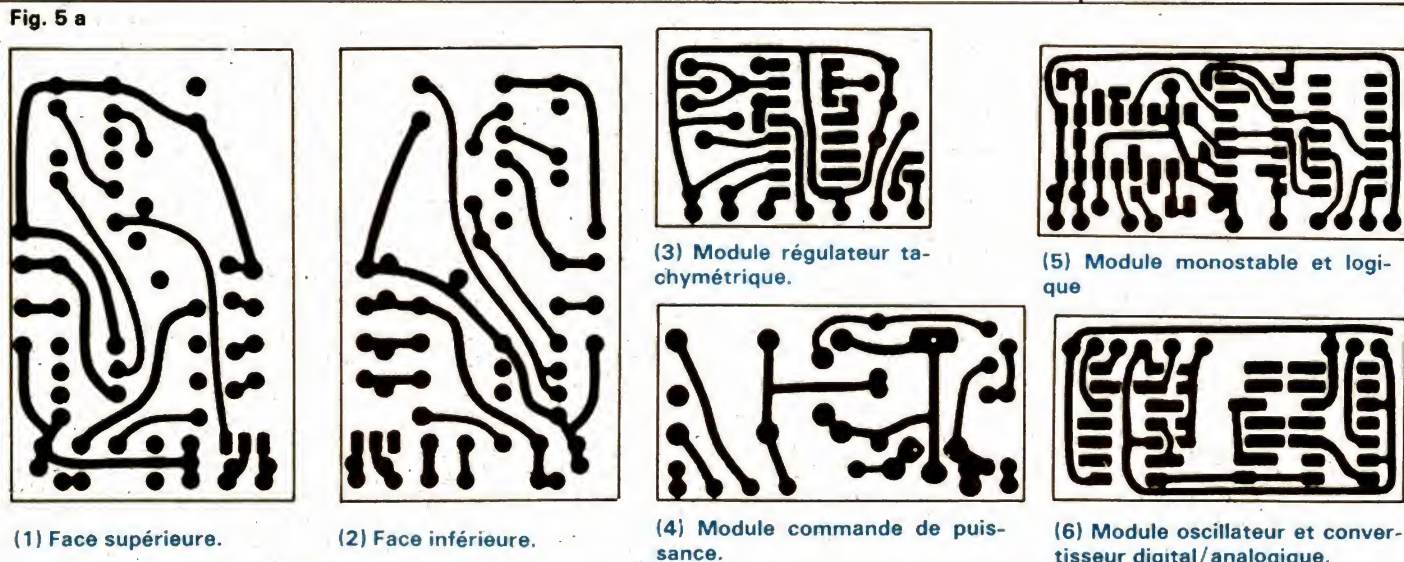 Fig. 5 a
(1) Face supérieure.
(2) Face inférieure.
(3) Module régulateur ta-
chymétrique.
(4) Module commande de puis-
sance.
(5) Module monostable et logi-
que
(6) Module oscillateur et conver-
tisseur digital/analogique.